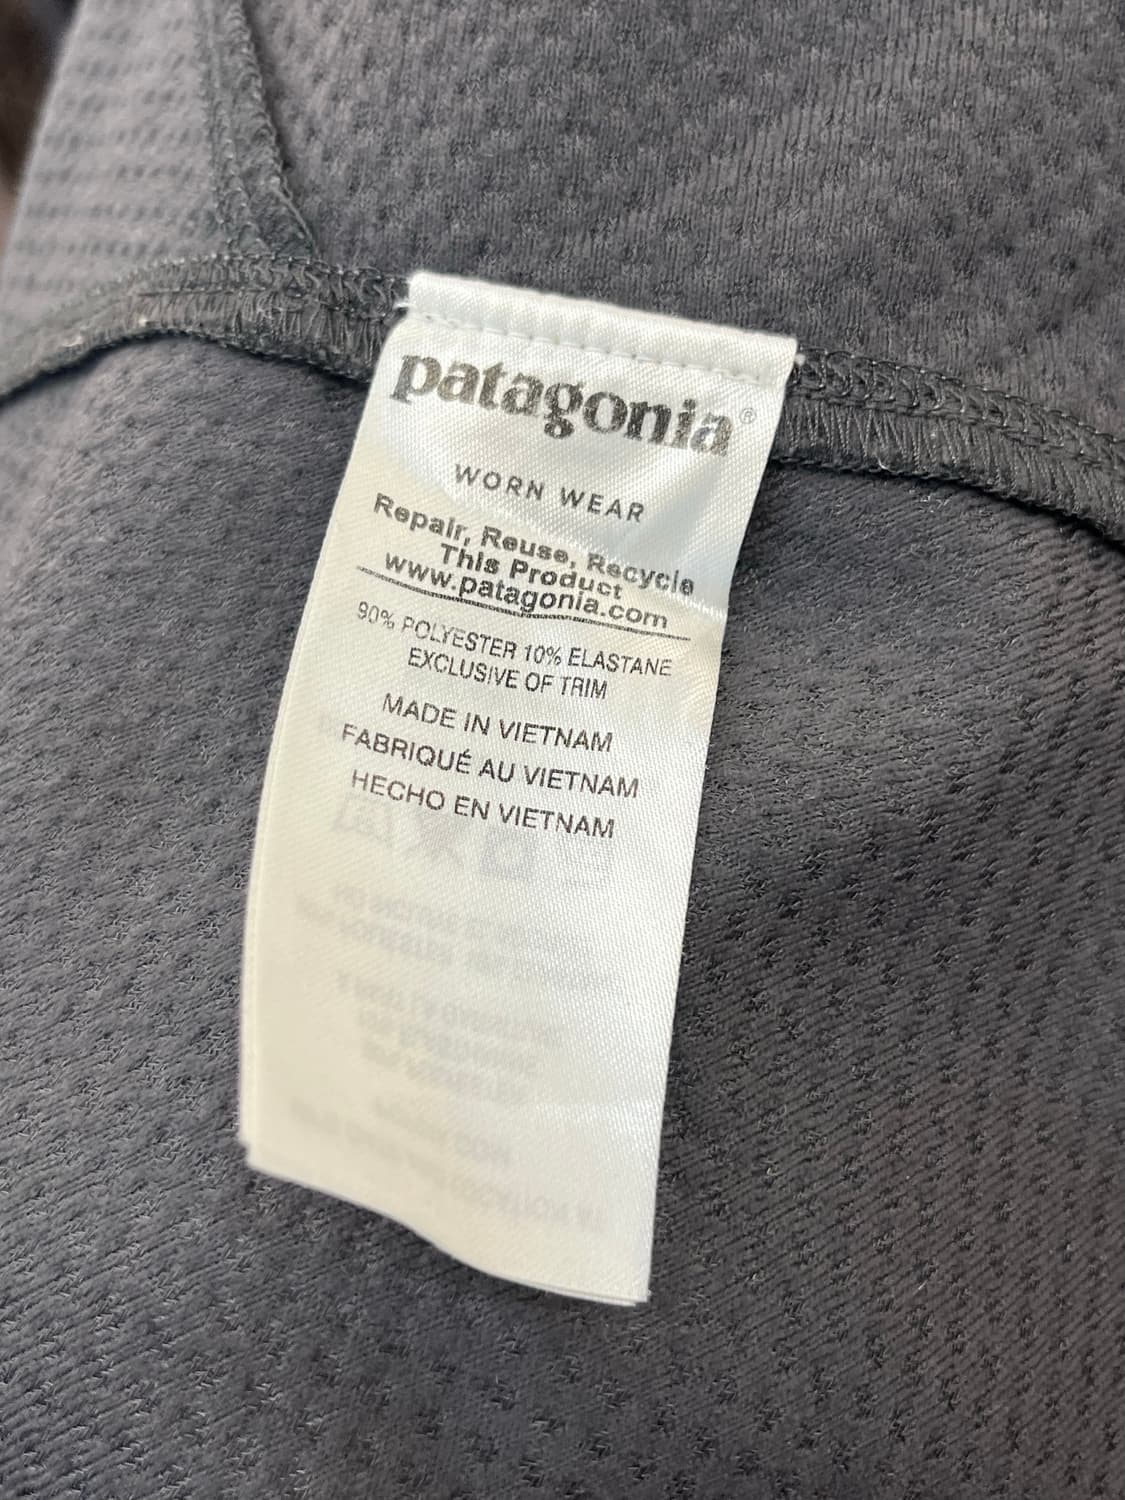 patagonia®
WORN WEAR
Repair, Reuse, Recycle
This Product
www.patagonia.com
90% POLYESTER 10% ELASTANE
EXCLUSIVE OF TRIM
MADE IN VIETNAM
FABRIQUÉ AU VIETNAM
HECHO EN VIETNAM